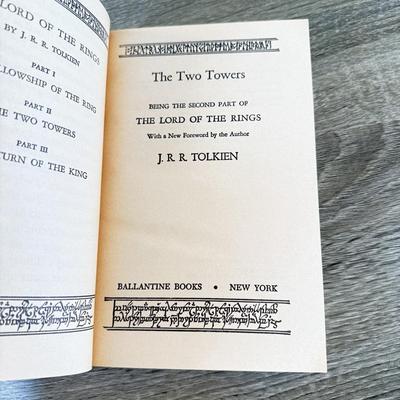 LORD OF THE RINGS
BY J. R. R. TOLKIEN
PART I
LLOWSHIP OF THE RING
PART II
E TWO TOWERS
PART III
TURN OF THE KING
The Two Towers
BEING THE SECOND PART OF
THE LORD OF THE RINGS
With a New Foreword by the Author
J. R. R. TOLKIEN
BALLANTINE BOOKS • NEW YORK